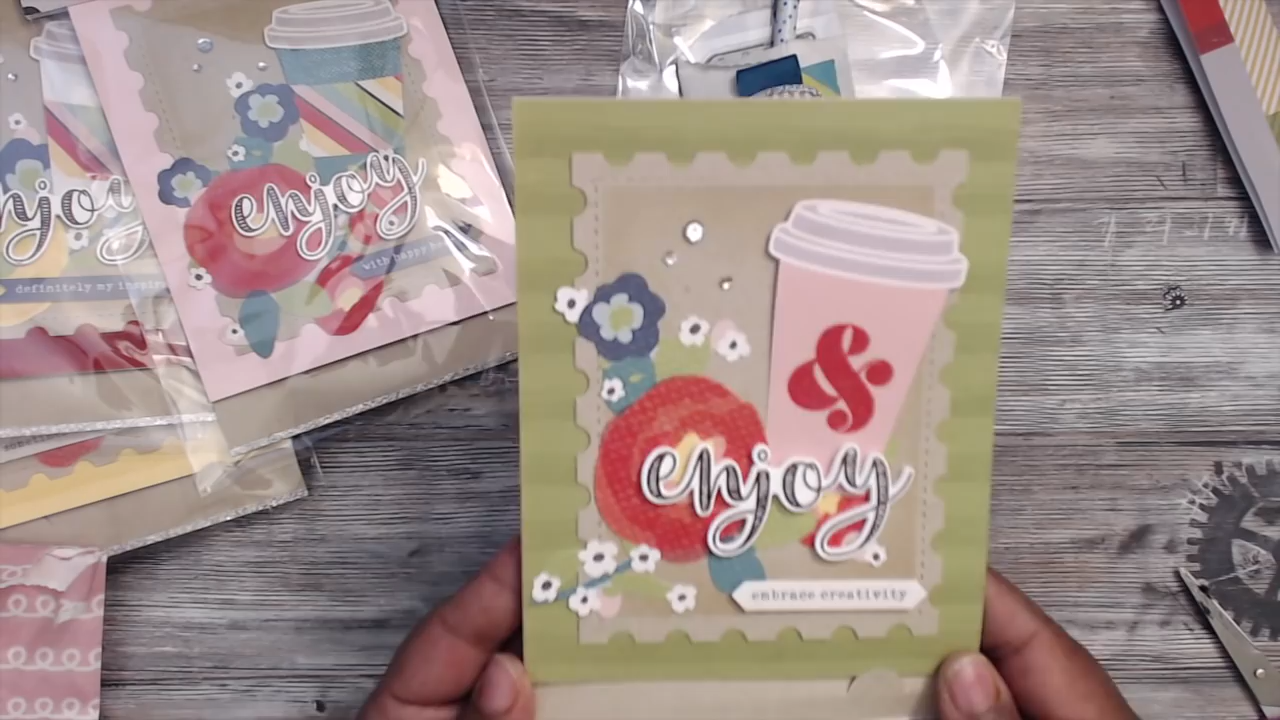 enjoy
definitely my inspir
enjoy
with happy h
&
enjoy
embrace creativity